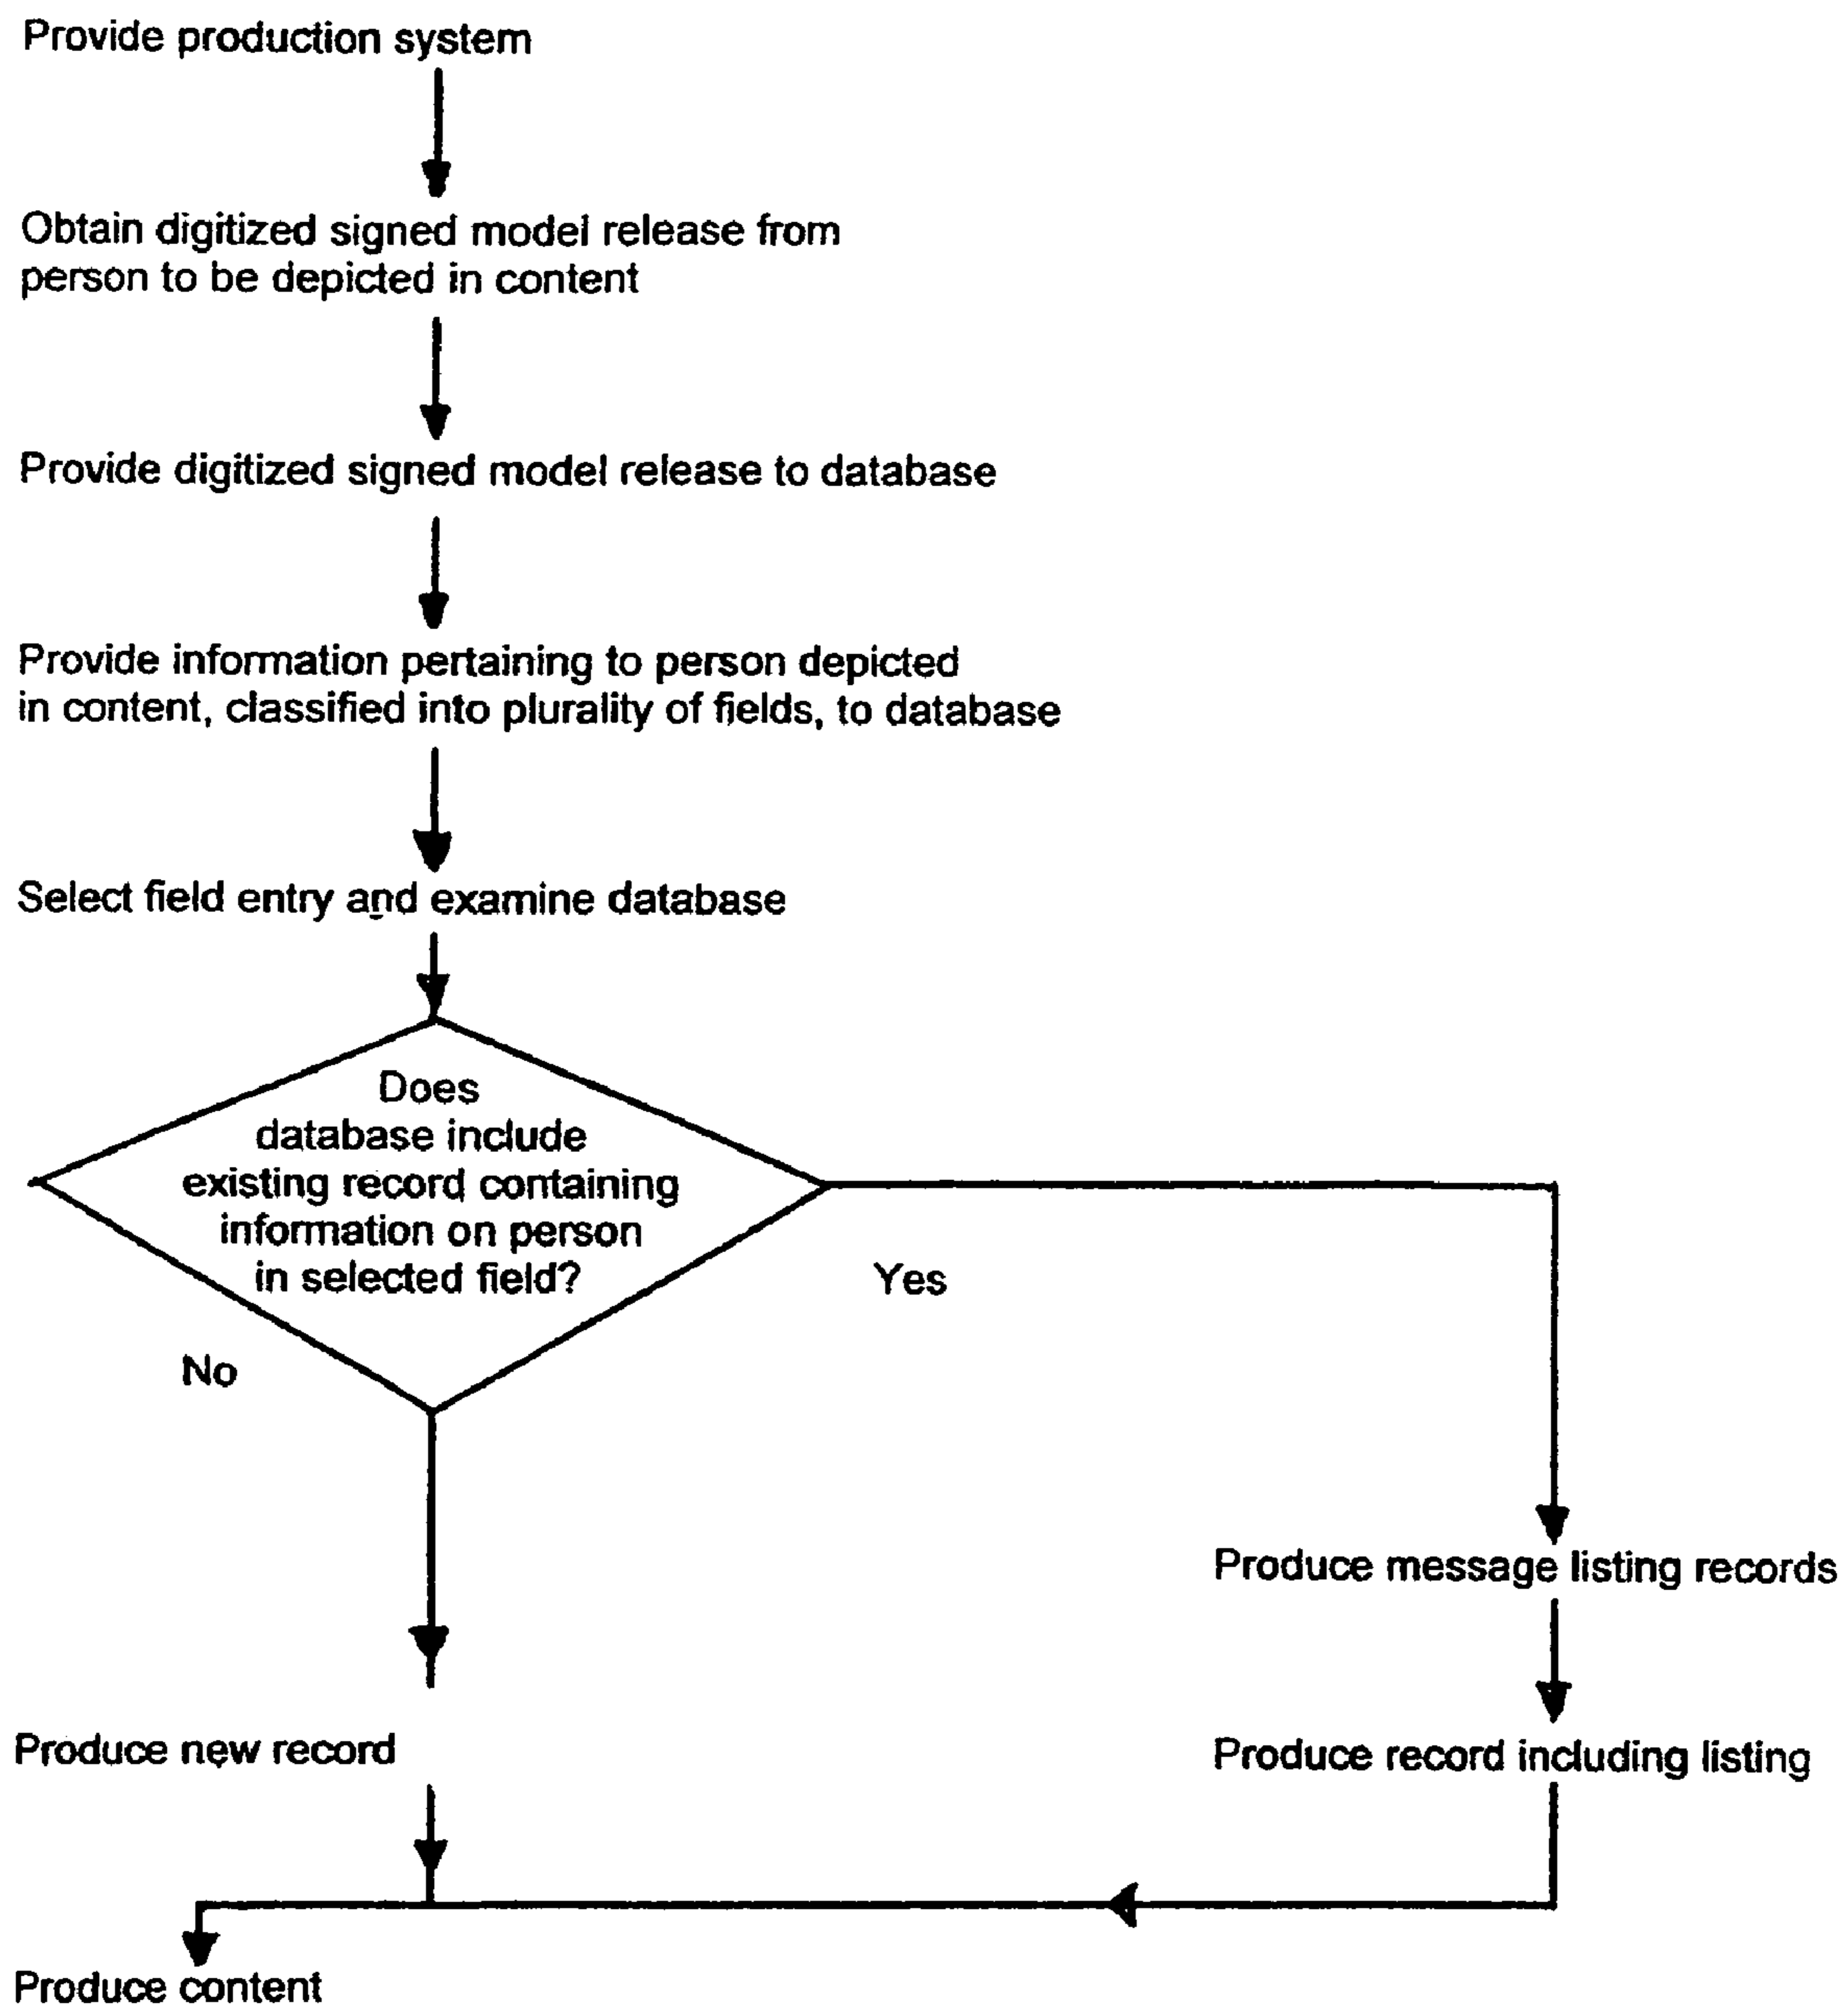 Provide production system
Obtain digitized signed model release from
person to be depicted in content
Provide digitized signed model release to database
Provide information pertaining to person depicted
in content, classified into plurality of fields, to database
Select field entry and examine database
Does
database include
existing record containing
information on person
in selected field?
Yes
No
Produce message listing records
Produce new record
Produce record including listing
Produce content